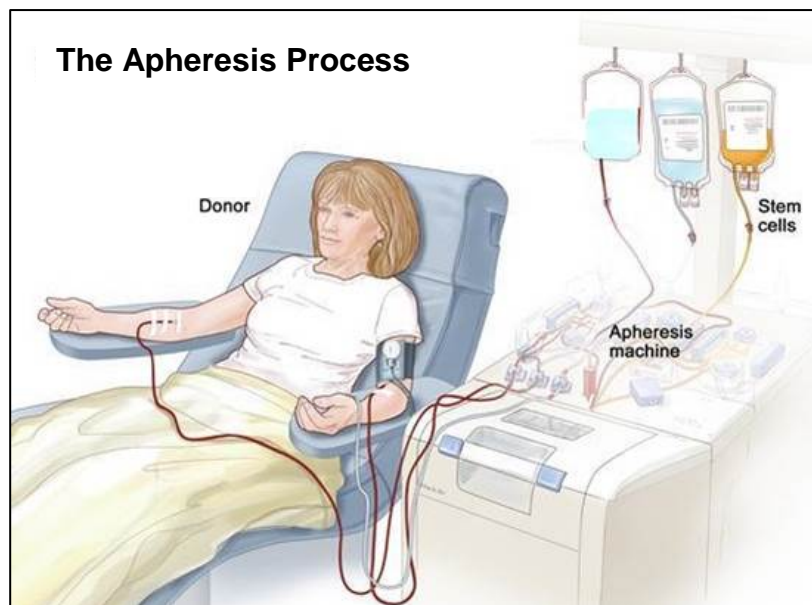 The Apheresis Process
Donor
Stem
cells
Apheresis
machine